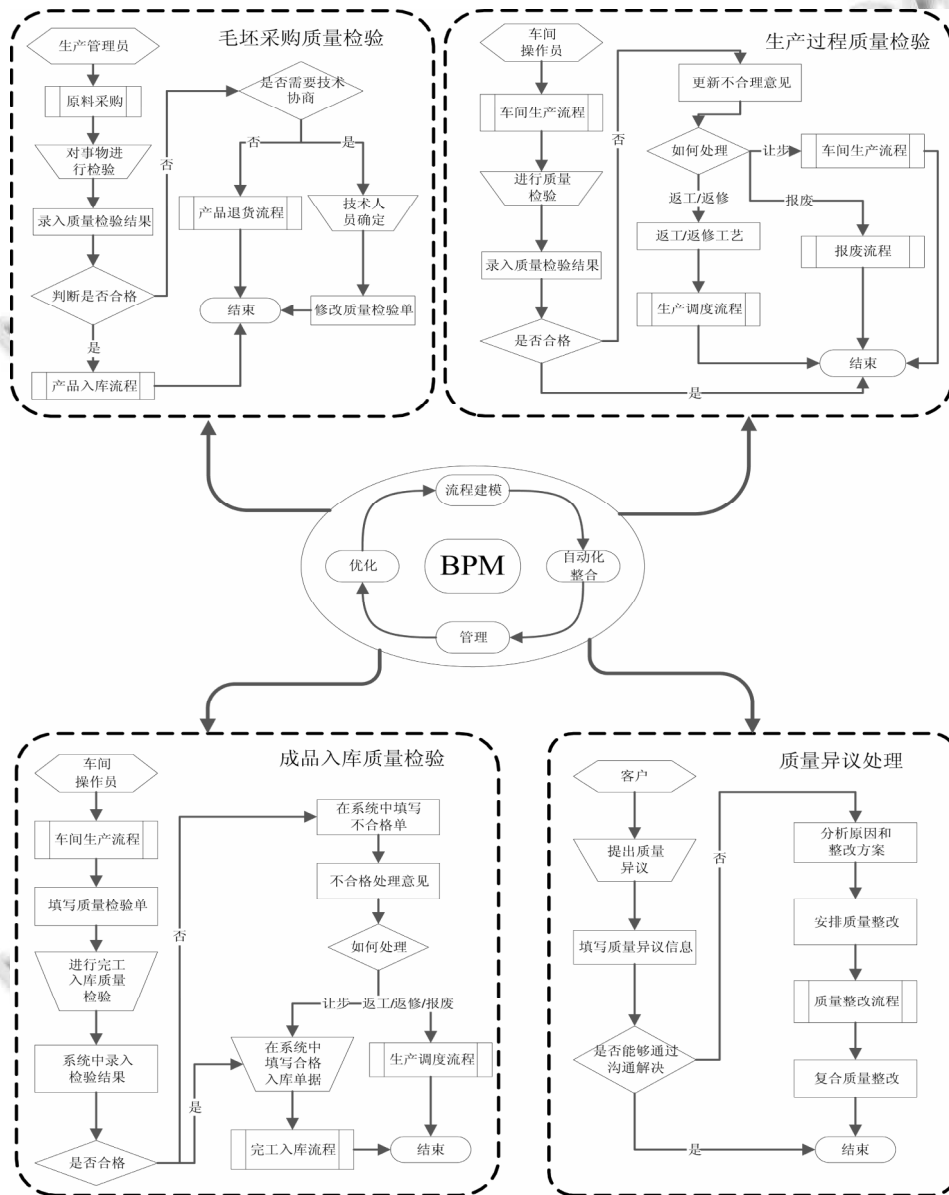 毛坯采购质量检验
生产管理员
原料采购
对事物进
行检验
录入质量检验结果
判断是否合格
是
产品入库流程
否
是否需要技术
协商
否
是
产品退货流程
技术人
员确定
修改质量检验单
结束
生产过程质量检验
车间
操作员
车间生产流程
进行质量
检验
录入质量检验结果
是否合格
否
是
更新不合理意见
如何处理
让步
车间生产流程
返工/返修
报废
返工/返修工艺
报废流程
生产调度流程
结束
流程建模
优化
BPM
自动化
整合
管理
成品入库质量检验
车间
操作员
车间生产流程
填写质量检验单
进行完工
入库质量
检验
系统中录入
检验结果
是否合格
否
是
在系统中填写
不合格单
不合格处理意见
如何处理
让步
返工/返修/报废
在系统中
填写合格
入库单据
生产调度流程
完工入库流程
结束
质量异议处理
客户
提出质量
异议
填写质量异议信息
是否能够通过
沟通解决
否
是
分析原因和
整改方案
安排质量整改
质量整改流程
复合质量整改
结束